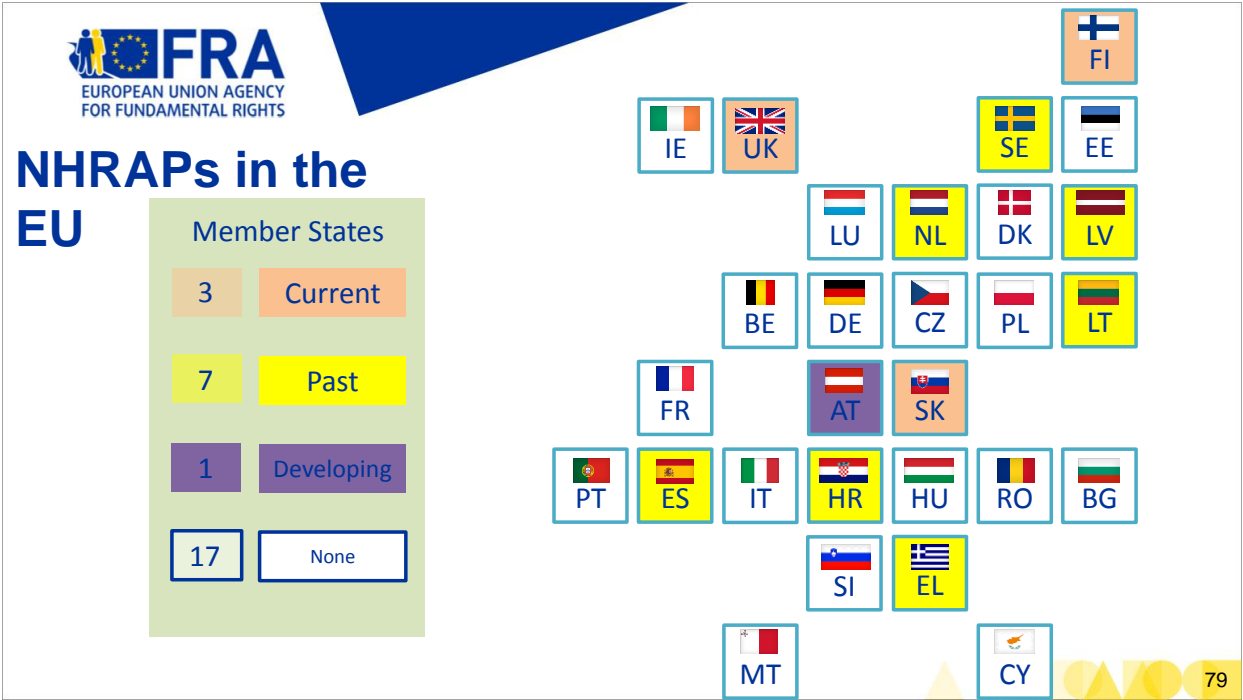 FRA
EUROPEAN UNION AGENCY
FOR FUNDAMENTAL RIGHTS
NHRAPs in the
EU
Member States
3 Current
7 Past
1 Developing
17 None
FI
IE UK SE EE
LU NL DK LV
BE DE CZ PL LT
FR AT SK
PT ES IT HR HU RO BG
SI EL
MT CY
79